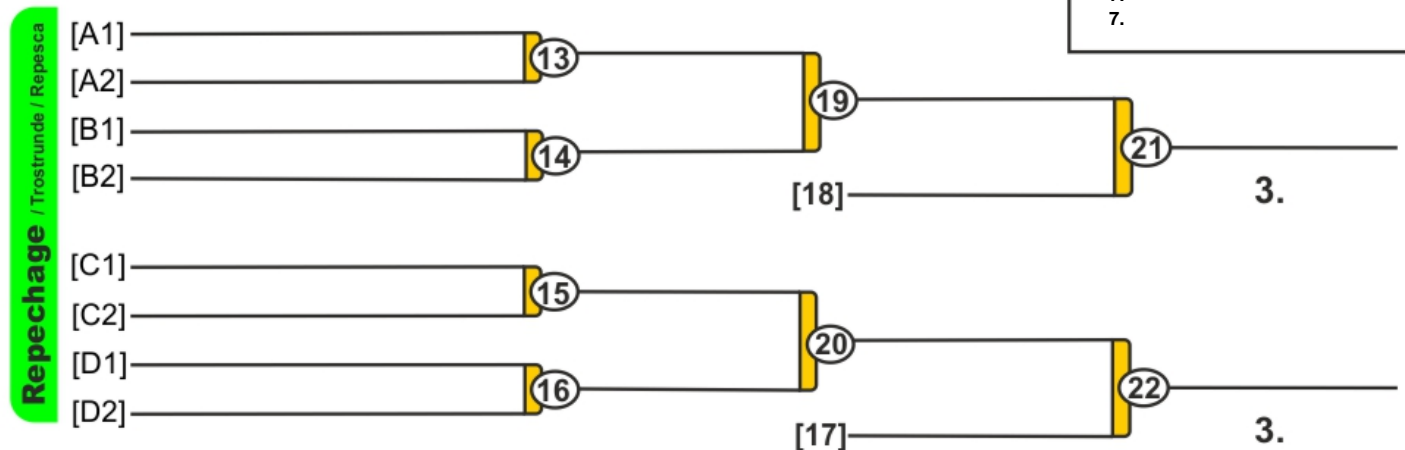 7.
Repechage / Trostrunde / Repesca
[A1]
[A2]
13
[B1]
[B2]
14
19
[18]
21
3.
[C1]
[C2]
15
[D1]
[D2]
16
20
[17]
22
3.